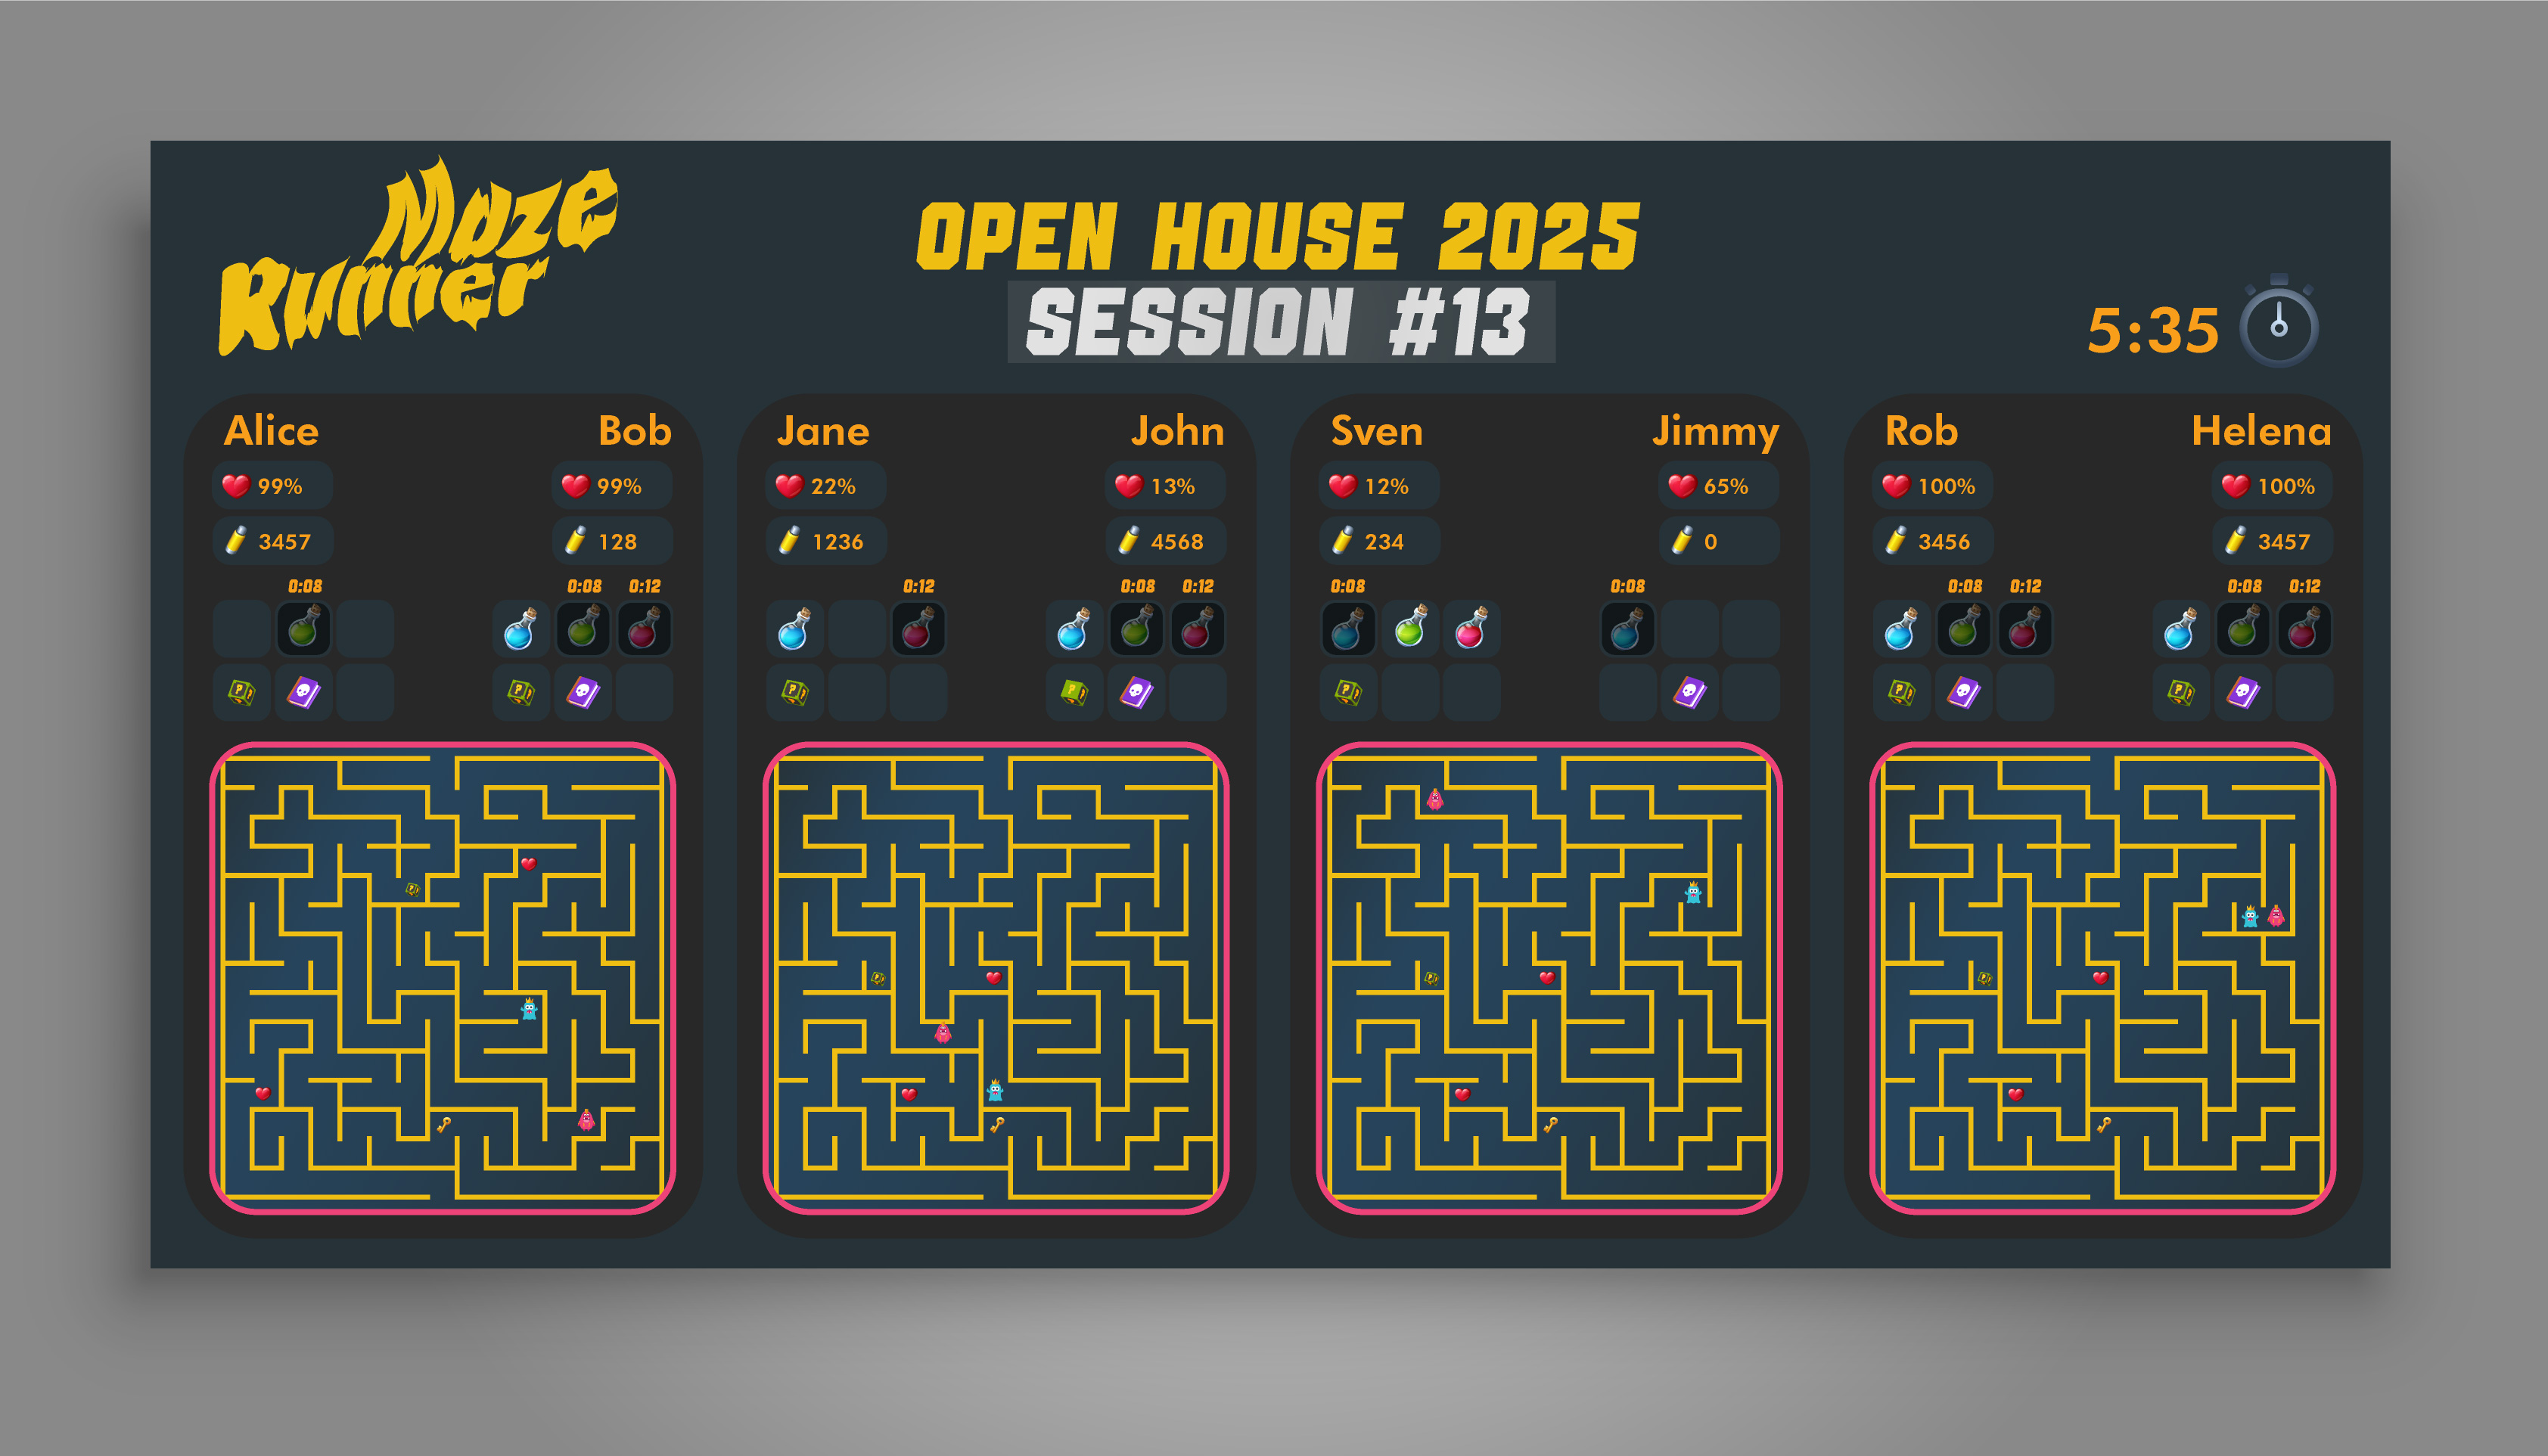 Maze
Runner
OPEN HOUSE 2025
SESSION #13
5:35
Alice Bob
99% 99%
3457 128
0:08 0:08 0:12
Jane John
22% 13%
1236 4568
0:12 0:08 0:12
Sven Jimmy
12% 65%
234 0
0:08 0:08
Rob Helena
100% 100%
3456 3457
0:08 0:12 0:08 0:12